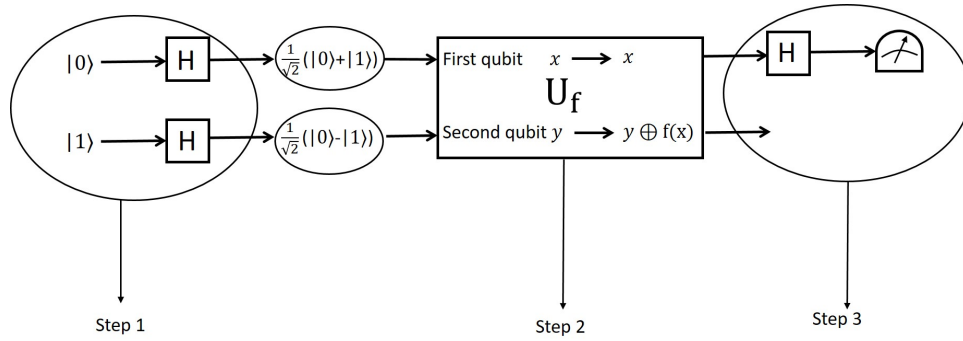 |0⟩ H 1/√2(|0⟩+|1⟩) First qubit x x H
U_f
|1⟩ H 1/√2(|0⟩-|1⟩) Second qubit y y ⊕ f(x)
Step 1 Step 2 Step 3